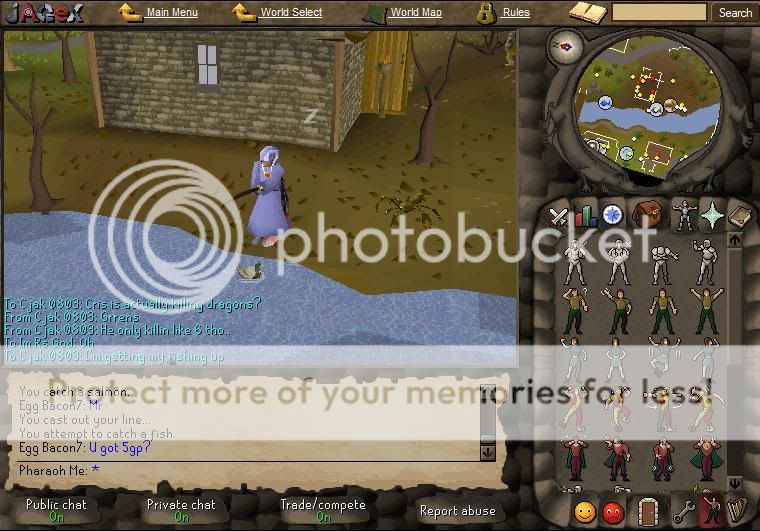 JAGEX Main Menu World Select World Map Rules Search
Z
photobucket
To Cjak 0803: Cris is actually killing dragons?
From Cjak 0803: Grrens
From Cjak 0803: He only killin like 6 tho..
To Im R's God: Oh
To Cjak 0803: I'm getting my fishing up
Protect more of your memories for less!
You catch a salmon.
Egg Bacon7: Mr
You cast out your line...
You attempt to catch a fish.
Egg Bacon7: U got 5gp?
Pharaoh Me: *
Public chat Private chat Trade/compete Report abuse
On On On